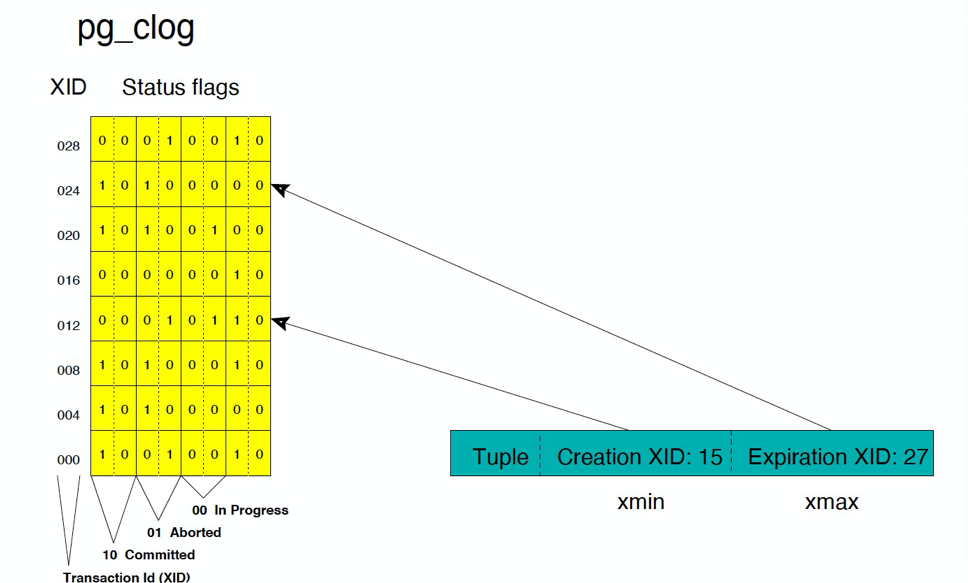 pg_clog
XID Status flags
028 0 0 0 1 0 0 1 0
024 1 0 1 0 0 0 0 0
020 1 0 1 0 0 1 0 0
016 0 0 0 0 0 0 1 0
012 0 0 0 1 0 1 1 0
008 1 0 1 0 0 0 1 0
004 1 0 1 0 0 0 0 0
000 1 0 0 1 0 0 1 0
Tuple Creation XID: 15 Expiration XID: 27
xmin xmax
00 In Progress
01 Aborted
10 Committed
Transaction Id (XID)